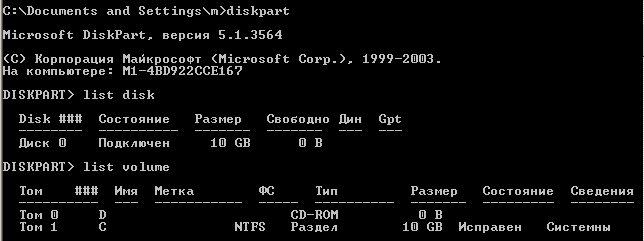 C:\Documents and Settings\m>diskpart
Microsoft DiskPart, версия 5.1.3564
(C) Корпорация Майкрософт (Microsoft Corp.), 1999-2003.
На компьютере: M1-4BD922CCE167
DISKPART> list disk
Disk ### Состояние Размер Свободно Дин Gpt
-------- ---------- ------- ------- --- ---
Диск 0 Подключен 10 GB 0 B
DISKPART> list volume
Том ### Имя Метка ФС Тип Размер Состояние Сведения
---------- --- ----------- ----- ---------- ------- --------- --------
Том 0 D CD-ROM 0 B
Том 1 C NTFS Раздел 10 GB Исправен Системны